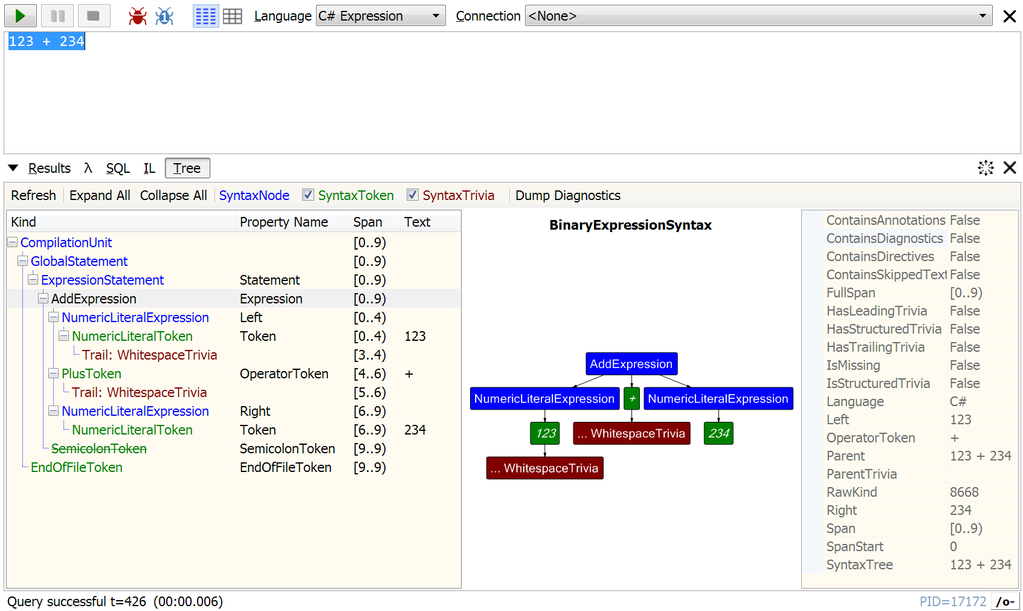 Language C# Expression Connection <None>
123 + 234
Results λ SQL IL Tree
Refresh Expand All Collapse All SyntaxNode SyntaxToken SyntaxTrivia Dump Diagnostics
Kind Property Name Span Text
CompilationUnit [0..9)
GlobalStatement [0..9)
ExpressionStatement Statement [0..9)
AddExpression Expression [0..9)
NumericLiteralExpression Left [0..4)
NumericLiteralToken Token [0..4) 123
Trail: WhitespaceTrivia [3..4)
PlusToken OperatorToken [4..6) +
Trail: WhitespaceTrivia [5..6)
NumericLiteralExpression Right [6..9)
NumericLiteralToken Token [6..9) 234
SemicolonToken SemicolonToken [9..9)
EndOfFileToken EndOfFileToken [9..9)
BinaryExpressionSyntax
AddExpression
NumericLiteralExpression + NumericLiteralExpression
123 ... WhitespaceTrivia 234
... WhitespaceTrivia
ContainsAnnotations False
ContainsDiagnostics False
ContainsDirectives False
ContainsSkippedText False
FullSpan [0..9)
HasLeadingTrivia False
HasStructuredTrivia False
HasTrailingTrivia False
IsMissing False
IsStructuredTrivia False
Language C#
Left 123
OperatorToken +
Parent 123 + 234
ParentTrivia
RawKind 8668
Right 234
Span [0..9)
SpanStart 0
SyntaxTree 123 + 234
Query successful t=426 (00:00.006) PID=17172 /o-